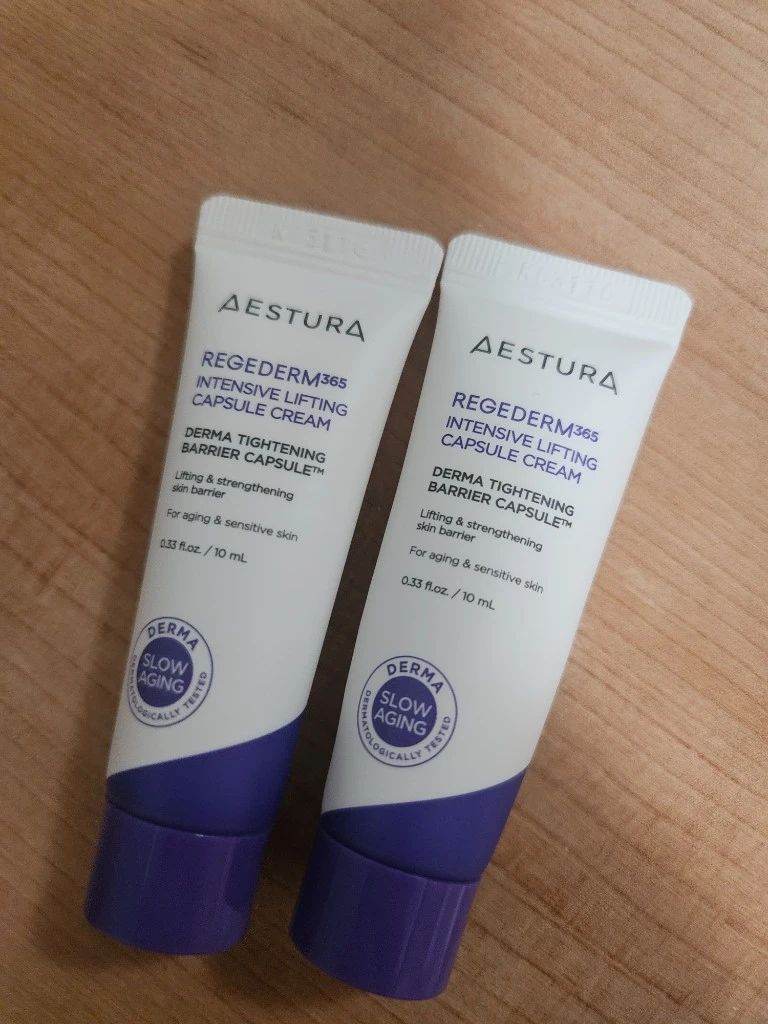 AESTURA
REGEDERM365
INTENSIVE LIFTING
CAPSULE CREAM
DERMA TIGHTENING
BARRIER CAPSULE™
Lifting & strengthening
skin barrier
For aging & sensitive skin
0.33 fl.oz. / 10 mL
DERMA
SLOW
AGING
DERMATOLOGICALLY TESTED
AESTURA
REGEDERM365
INTENSIVE LIFTING
CAPSULE CREAM
DERMA TIGHTENING
BARRIER CAPSULE™
Lifting & strengthening
skin barrier
For aging & sensitive skin
0.33 fl.oz. / 10 mL
DERMA
SLOW
AGING
DERMATOLOGICALLY TESTED